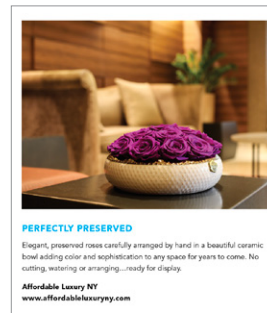 PERFECTLY PRESERVED
Elegant, preserved roses carefully arranged by hand in a beautiful ceramic
bowl adding color and sophistication to any space for years to come. No
cutting, watering or arranging...ready for display.
Affordable Luxury NY
www.affordableluxuryny.com